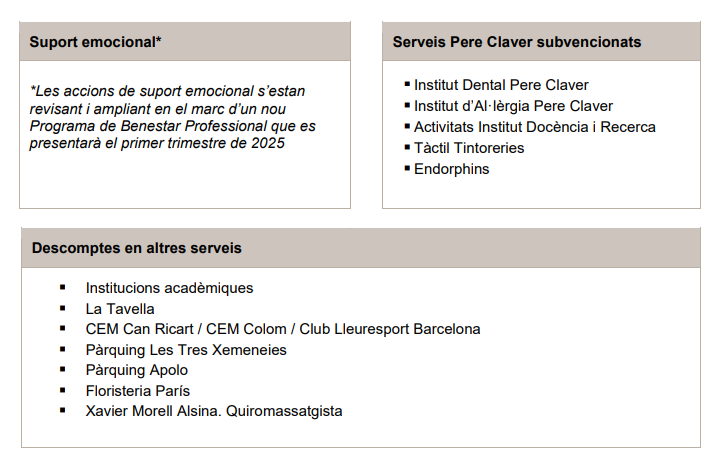 Suport emocional*
*Les accions de suport emocional s’estan
revisant i ampliant en el marc d’un nou
Programa de Benestar Professional que es
presentarà el primer trimestre de 2025
Serveis Pere Claver subvencionats
▪ Institut Dental Pere Claver
▪ Institut d’Al·lèrgia Pere Claver
▪ Activitats Institut Docència i Recerca
▪ Tàctil Tintoreries
▪ Endorphins
Descomptes en altres serveis
▪ Institucions acadèmiques
▪ La Tavella
▪ CEM Can Ricart / CEM Colom / Club Lleuresport Barcelona
▪ Pàrquing Les Tres Xemeneies
▪ Pàrquing Apolo
▪ Floristeria París
▪ Xavier Morell Alsina. Quiromassatgista